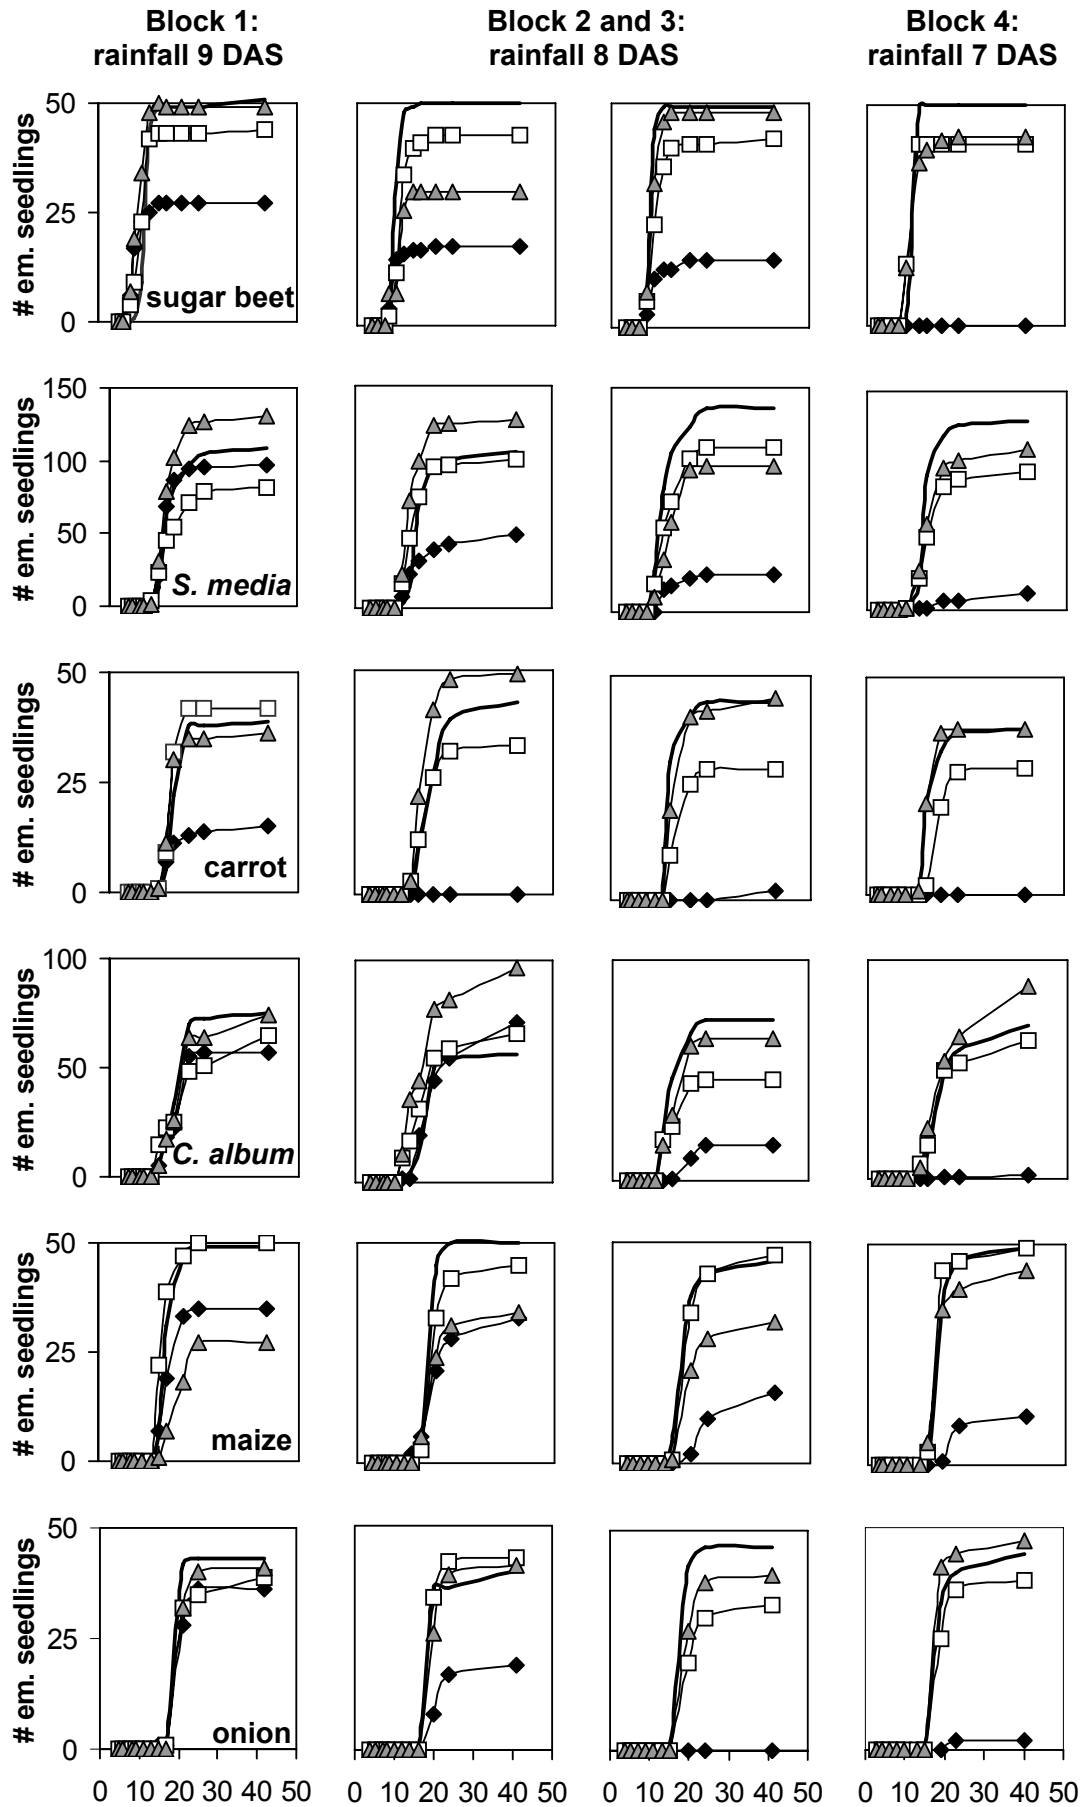 Block 1:
rainfall 9 DAS
Block 2 and 3:
rainfall 8 DAS
Block 4:
rainfall 7 DAS
# em. seedlings
50
25
0
sugar beet
# em. seedlings
150
100
50
0
S. media
# em. seedlings
50
25
0
carrot
# em. seedlings
100
50
0
C. album
# em. seedlings
50
25
0
maize
# em. seedlings
50
25
0
onion
0 10 20 30 40 50
0 10 20 30 40 50
0 10 20 30 40 50
0 10 20 30 40 50